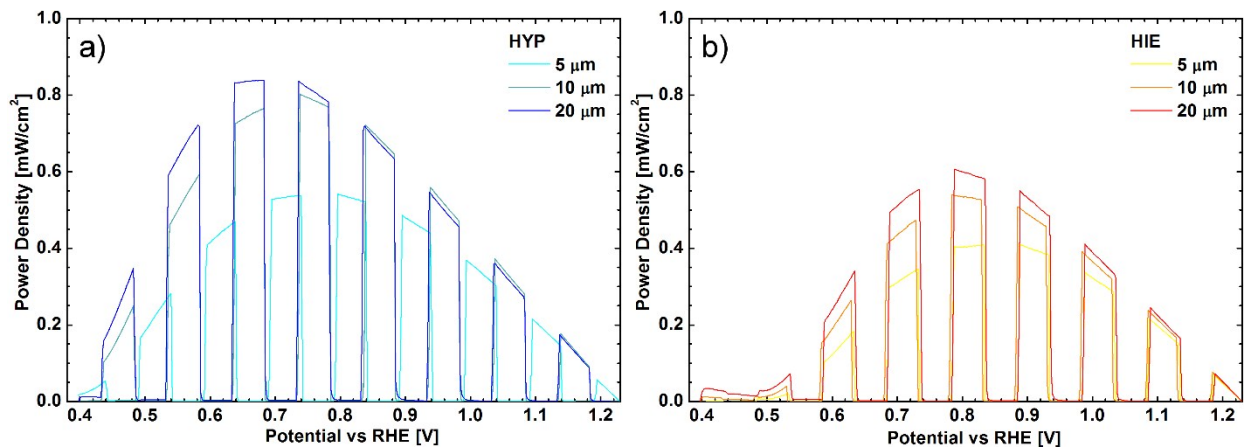 a)
HYP
5 μm
10 μm
20 μm
Power Density [mW/cm²]
1.0
0.8
0.6
0.4
0.2
0.0
0.4 0.5 0.6 0.7 0.8 0.9 1.0 1.1 1.2
Potential vs RHE [V]
b)
HIE
5 μm
10 μm
20 μm
Power Density [mW/cm²]
1.0
0.8
0.6
0.4
0.2
0.0
0.4 0.5 0.6 0.7 0.8 0.9 1.0 1.1 1.2
Potential vs RHE [V]